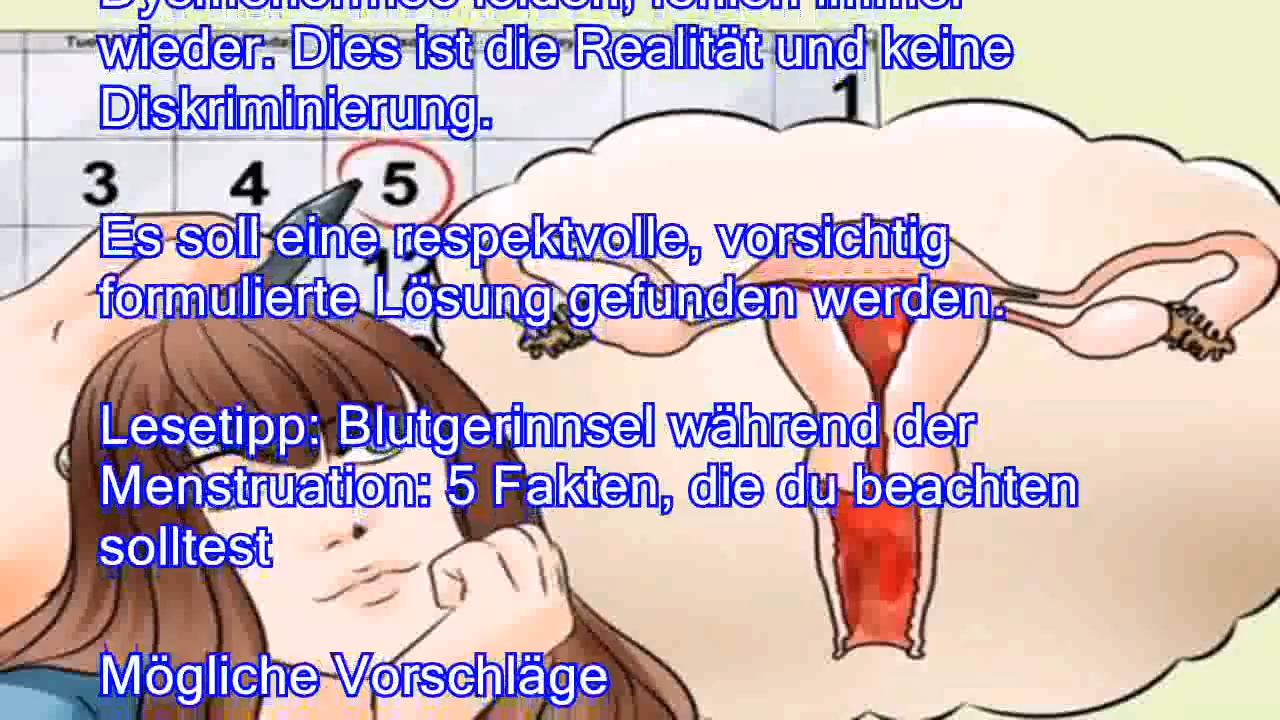 wieder. Dies ist die Realität und keine
Diskriminierung.
1
3 4 5
Es soll eine respektvolle, vorsichtig
formulierte Lösung gefunden werden.
Lesetipp: Blutgerinnsel während der
Menstruation: 5 Fakten, die du beachten
solltest
Mögliche Vorschläge